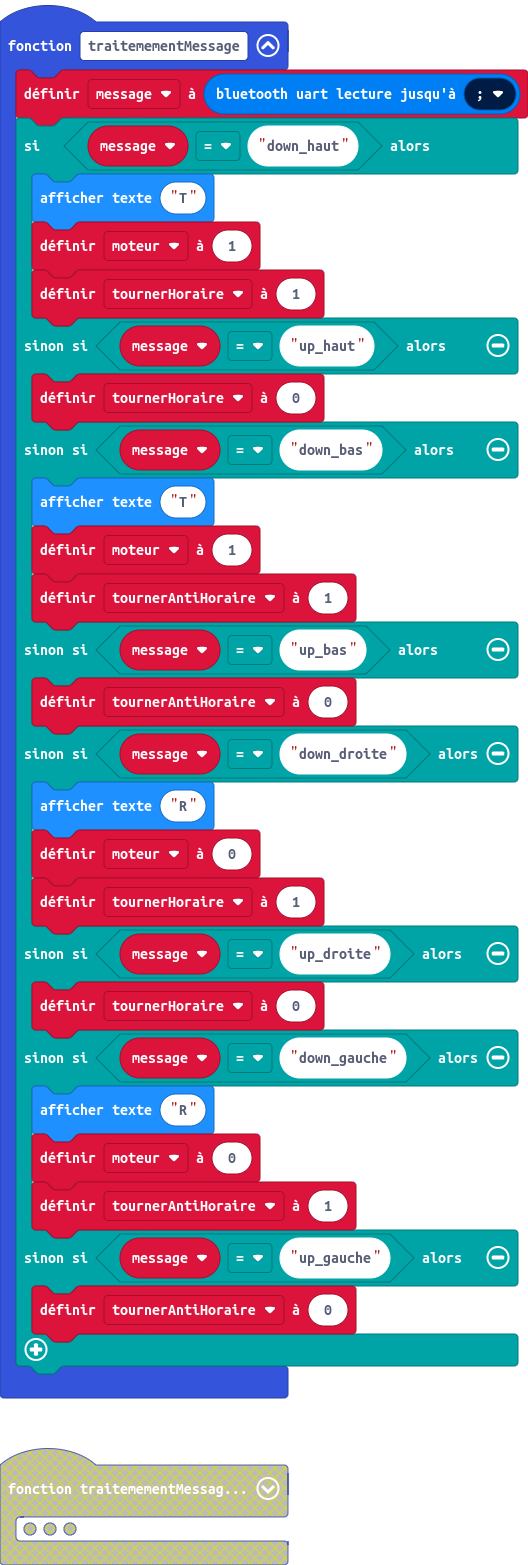 fonction traitemementMessage
définir message à bluetooth uart lecture jusqu'à ;
si message = "down_haut" alors
afficher texte "T"
définir moteur à 1
définir tournerHoraire à 1
sinon si message = "up_haut" alors
définir tournerHoraire à 0
sinon si message = "down_bas" alors
afficher texte "T"
définir moteur à 1
définir tournerAntiHoraire à 1
sinon si message = "up_bas" alors
définir tournerAntiHoraire à 0
sinon si message = "down_droite" alors
afficher texte "R"
définir moteur à 0
définir tournerHoraire à 1
sinon si message = "up_droite" alors
définir tournerHoraire à 0
sinon si message = "down_gauche" alors
afficher texte "R"
définir moteur à 0
définir tournerAntiHoraire à 1
sinon si message = "up_gauche" alors
définir tournerAntiHoraire à 0
fonction traitemementMessag...